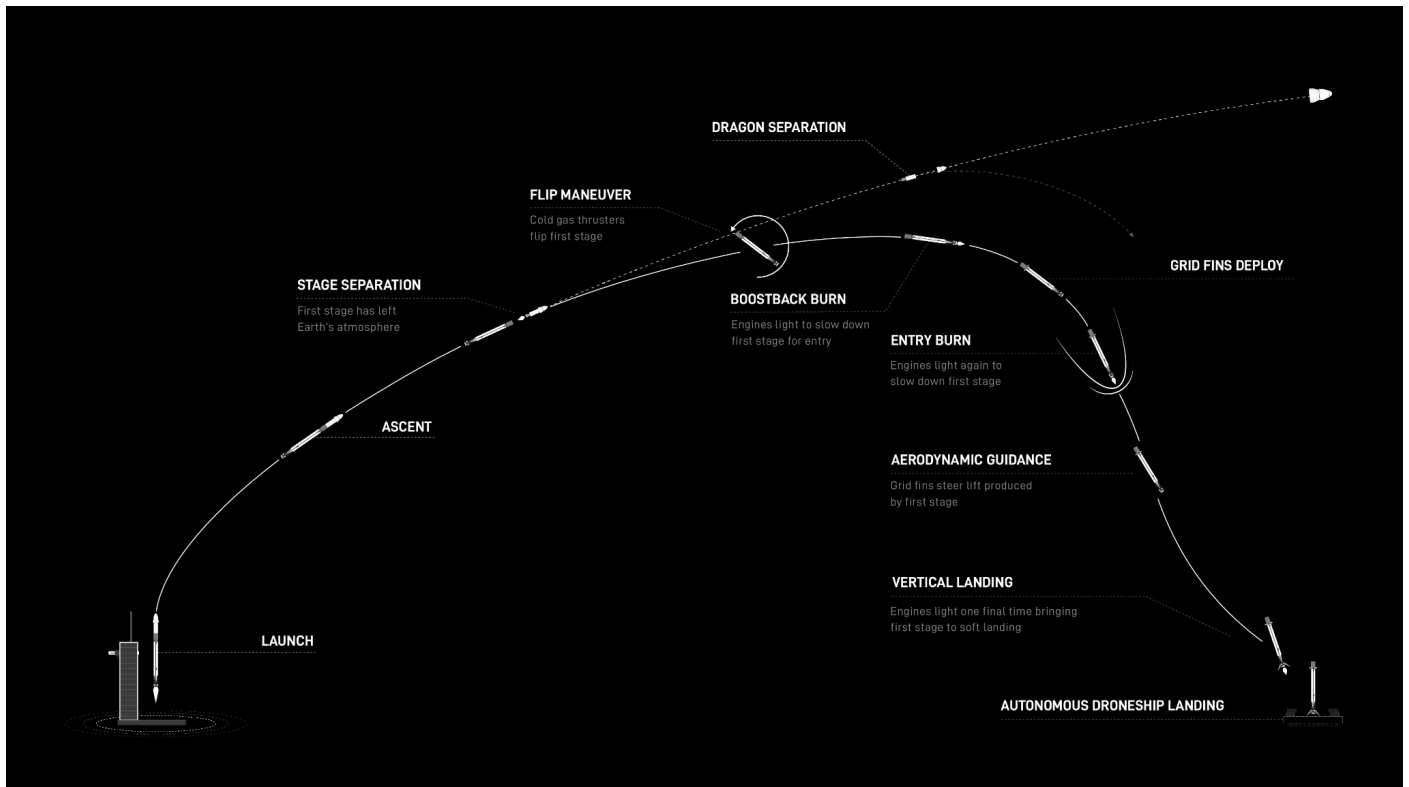 DRAGON SEPARATION
FLIP MANEUVER
Cold gas thrusters
flip first stage
STAGE SEPARATION
First stage has left
Earth's atmosphere
GRID FINS DEPLOY
BOOSTBACK BURN
Engines light to slow down
first stage for entry
ENTRY BURN
Engines light again to
slow down first stage
ASCENT
AERODYNAMIC GUIDANCE
Grid fins steer lift produced
by first stage
VERTICAL LANDING
Engines light one final time bringing
first stage to soft landing
LAUNCH
AUTONOMOUS DRONESHIP LANDING